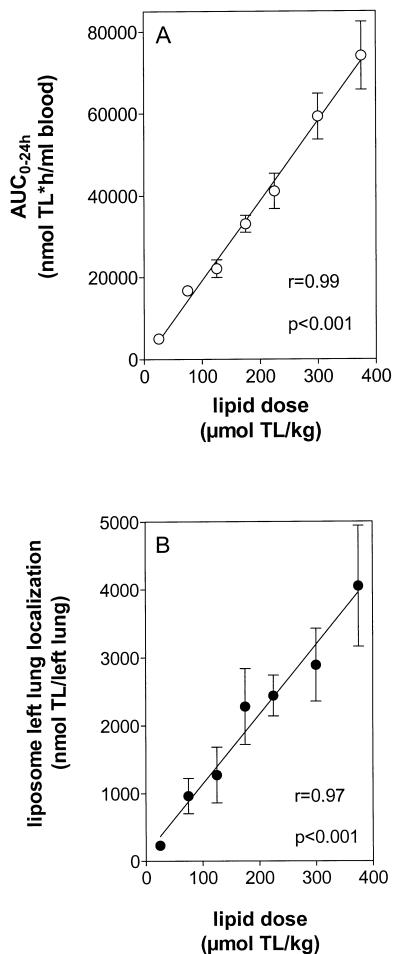 A
80000
60000
40000
20000
0
AUC0-24h
(nmol TL*h/ml blood)
r=0.99
p<0.001
0 100 200 300 400
lipid dose
(µmol TL/kg)
B
5000
4000
3000
2000
1000
0
liposome left lung localization
(nmol TL/left lung)
r=0.97
p<0.001
0 100 200 300 400
lipid dose
(µmol TL/kg)